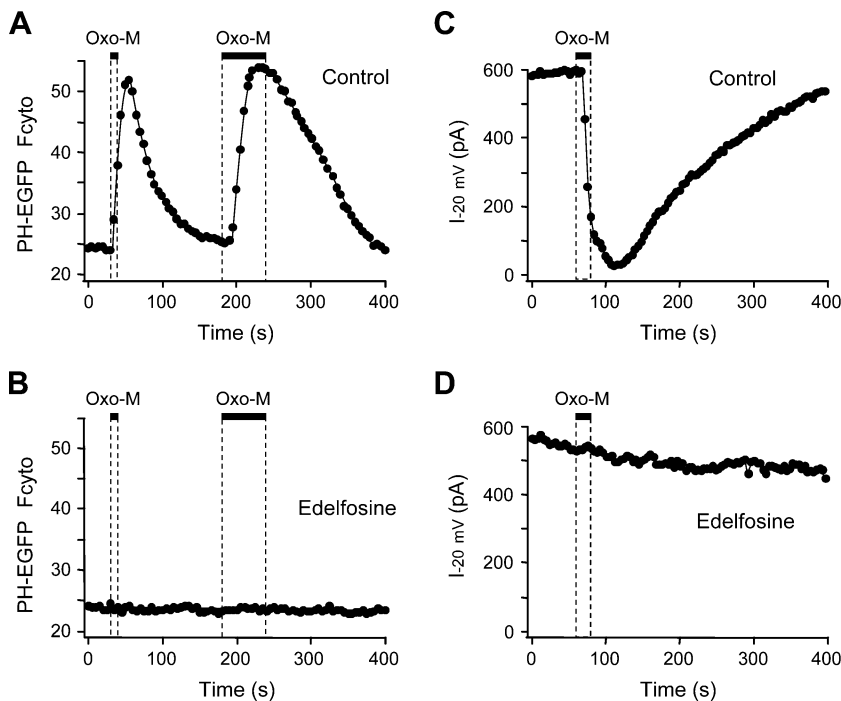 A
Oxo-M
Oxo-M
Control
50
40
30
20
PH-EGFP Fcyto
0
100
200
300
400
Time (s)
C
Oxo-M
Control
600
400
200
0
I-20 mV (pA)
0
100
200
300
400
Time (s)
B
Oxo-M
Oxo-M
Edelfosine
50
40
30
20
PH-EGFP Fcyto
0
100
200
300
400
Time (s)
D
Oxo-M
Edelfosine
600
400
500
0
I-20 mV (pA)
0
100
200
300
400
Time (s)